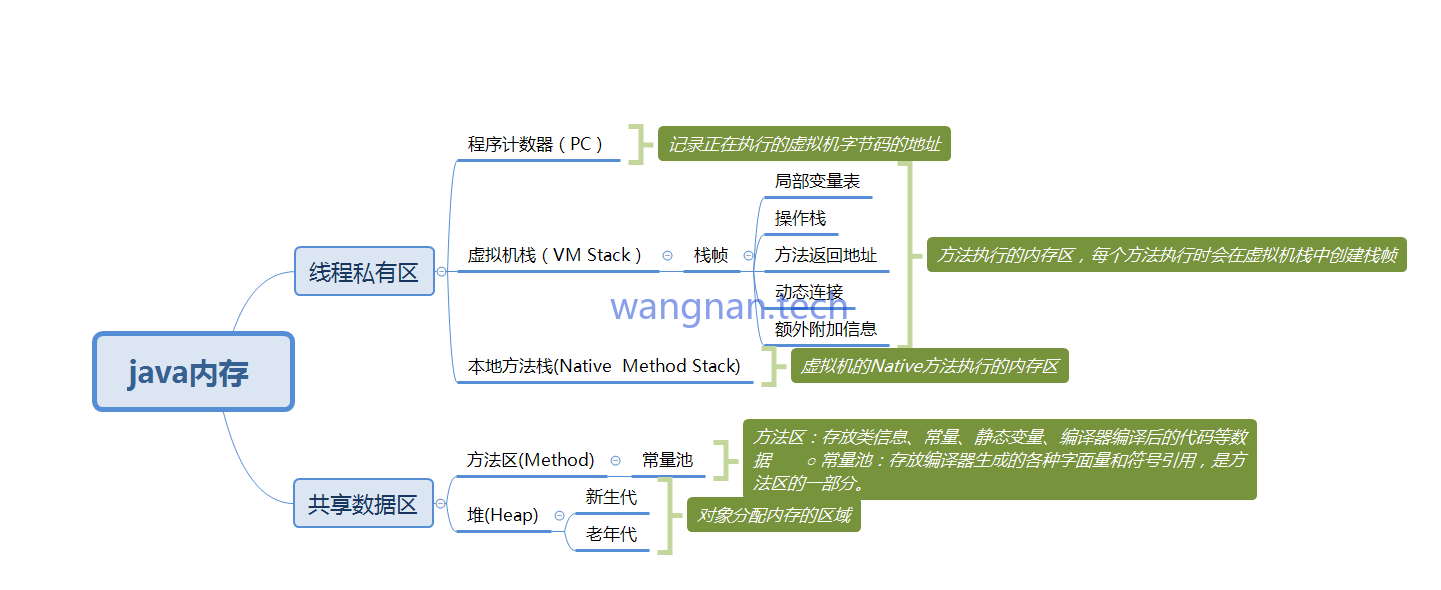 java内存
线程私有区
程序计数器（PC）
记录正在执行的虚拟机字节码的地址
虚拟机栈（VM Stack）
栈帧
局部变量表
操作栈
方法返回地址
动态连接
额外附加信息
方法执行的内存区，每个方法执行时会在虚拟机栈中创建栈帧
wangnan.tech
本地方法栈(Native Method Stack)
虚拟机的Native方法执行的内存区
共享数据区
方法区(Method)
常量池
方法区：存放类信息、常量、静态变量、编译器编译后的代码等数
据 ○ 常量池：存放编译器生成的各种字面量和符号引用，是方
法区的一部分。
堆(Heap)
新生代
老年代
对象分配内存的区域